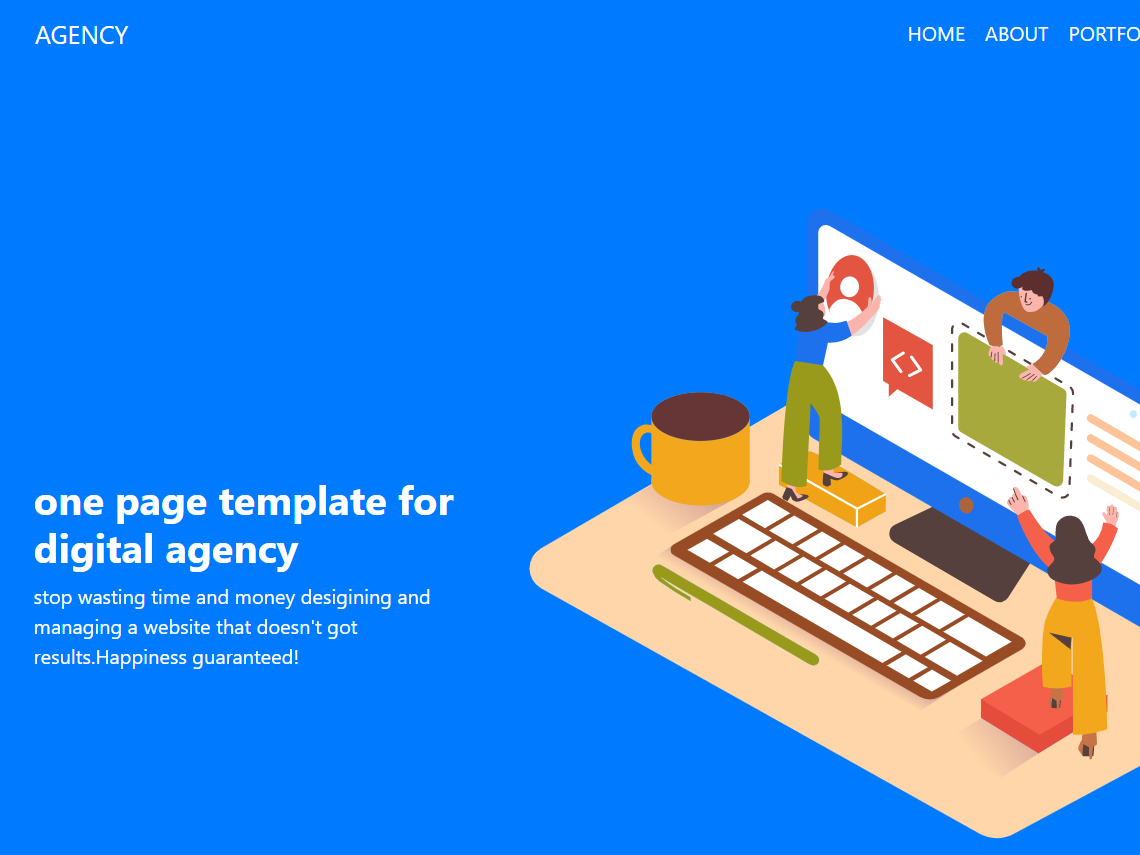 AGENCY
HOME ABOUT PORTFO
one page template for
digital agency
stop wasting time and money desigining and
managing a website that doesn't got
results.Happiness guaranteed!